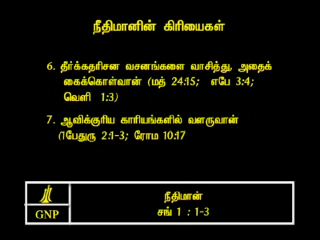 நீதிமானின் கிரியைகள்
6. தீர்க்கதரிசன வசனங்களை வாசித்து, அதைக்
கைக்கொள்வான் (மத் 24:15; எபே 3:4;
வெளி 1:3)
7. ஆவிக்குரிய காரியங்களில் வளருவான்
(1பேதுரு 2:1-3; ரோம 10:17
நீதிமான்
சங் 1 : 1-3
GNP